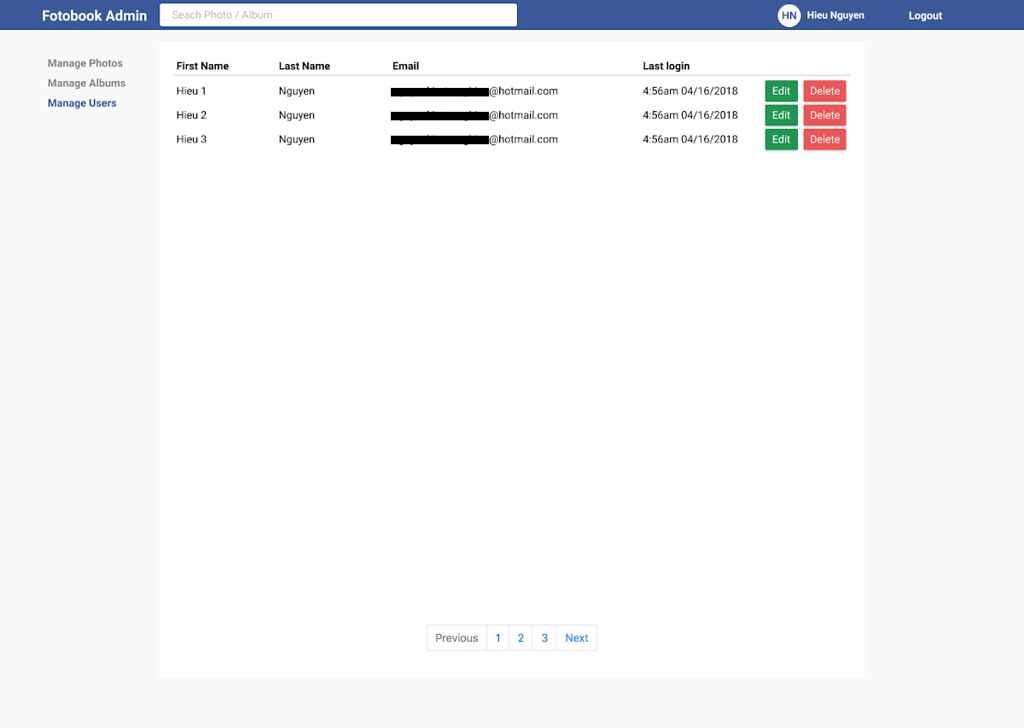 Fotobook Admin Seach Photo / Album HN Hieu Nguyen Logout
Manage Photos
Manage Albums
Manage Users
First Name Last Name Email Last login
Hieu 1 Nguyen @hotmail.com 4:56am 04/16/2018 Edit Delete
Hieu 2 Nguyen @hotmail.com 4:56am 04/16/2018 Edit Delete
Hieu 3 Nguyen @hotmail.com 4:56am 04/16/2018 Edit Delete
Previous 1 2 3 Next